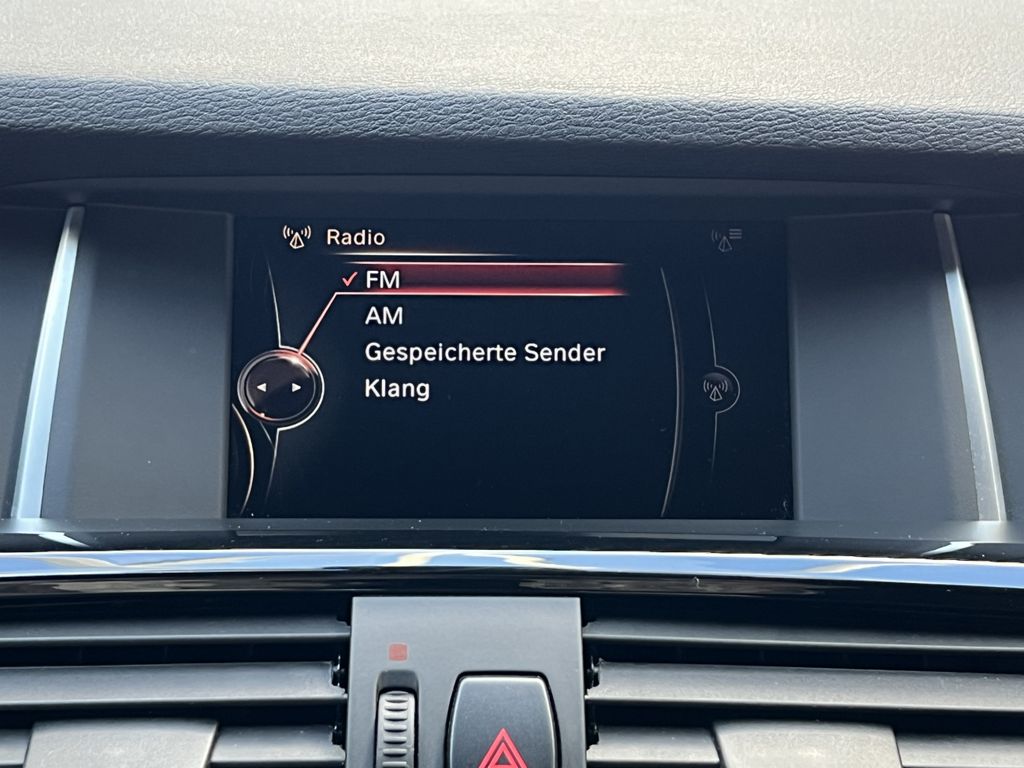 Radio
FM
AM
Gespeicherte Sender
Klang